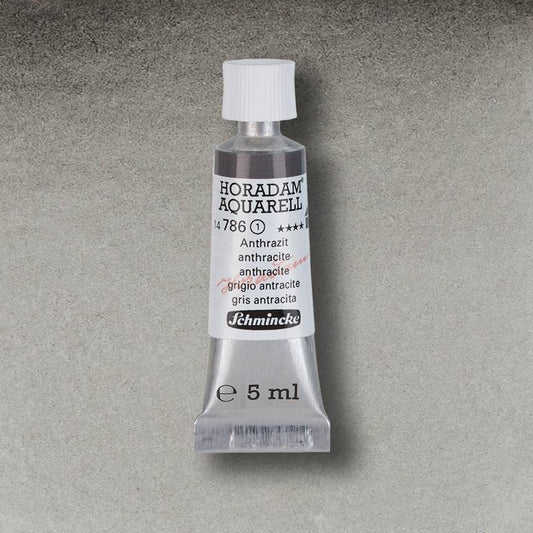 HORADAM®
AQUARELL
14 786 1 ★★★★
Anthrazit
anthracite
anthracite
grigio antracite
gris antracita
Schmincke
℮ 5 ml